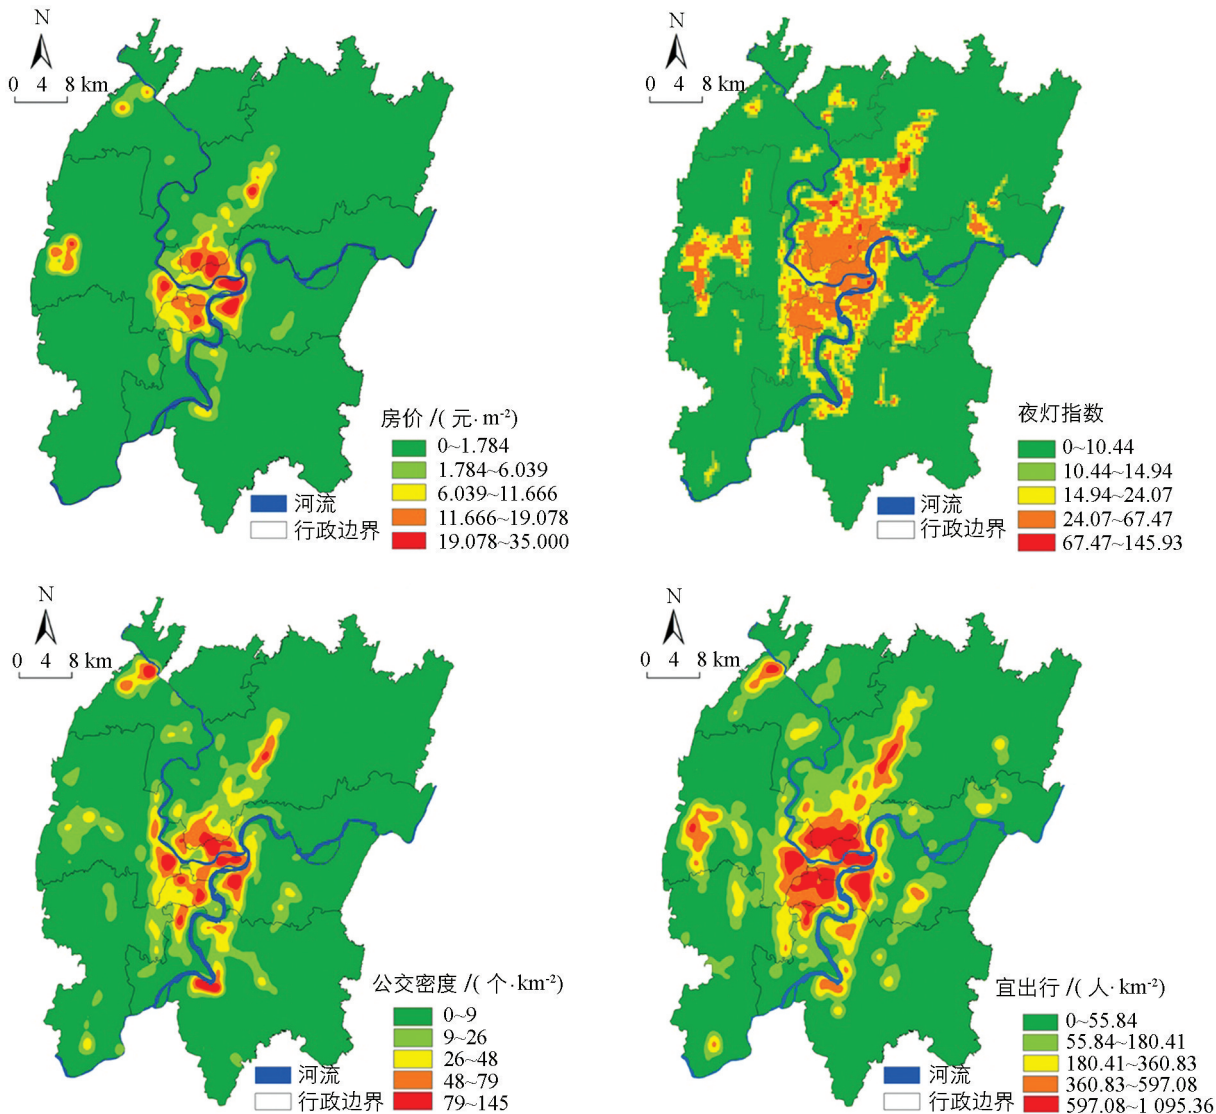 N
0 4 8 km
房价 /( 元· m-2)
0~1.784
1.784~6.039
6.039~11.666
11.666~19.078
19.078~35.000
河流
行政边界
N
0 4 8 km
夜灯指数
0~10.44
10.44~14.94
14.94~24.07
24.07~67.47
67.47~145.93
河流
行政边界
N
0 4 8 km
公交密度 /( 个 ·km-2)
0~9
9~26
26~48
48~79
79~145
河流
行政边界
N
0 4 8 km
宜出行 /( 人· km-2)
0~55.84
55.84~180.41
180.41~360.83
360.83~597.08
597.08~1 095.36
河流
行政边界